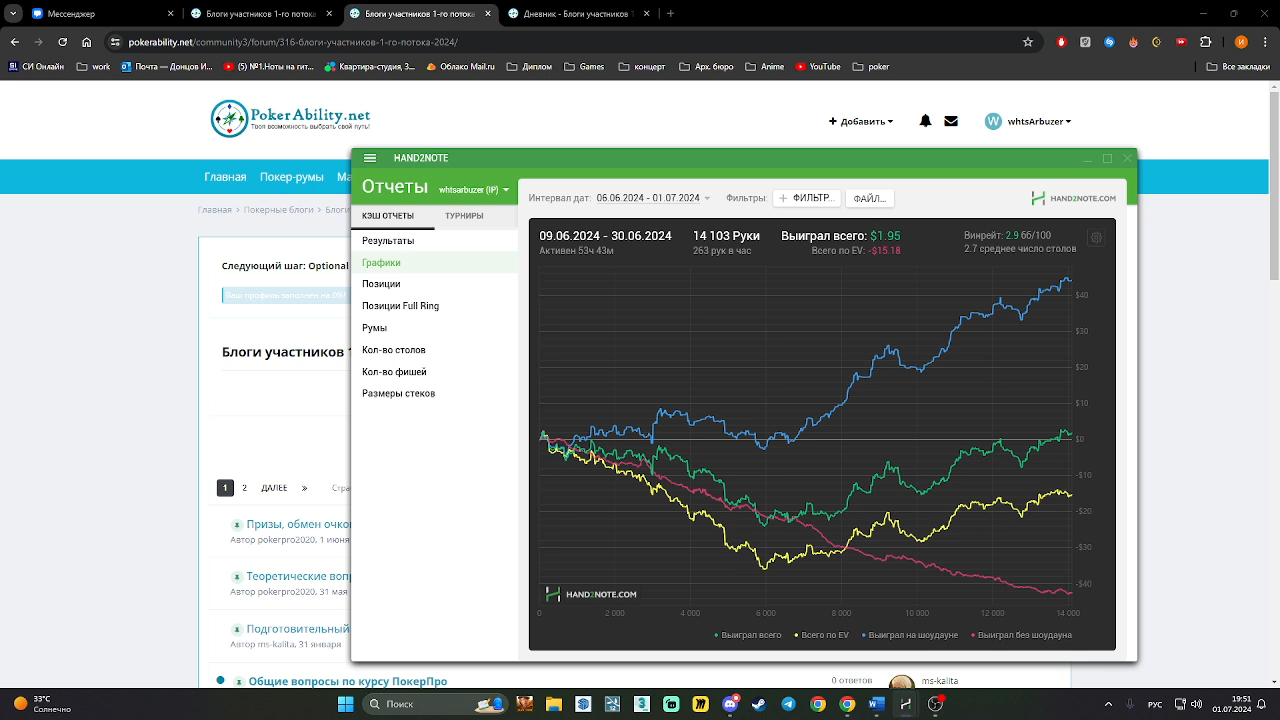 Мессенджер
Блоги участников 1-го потока
Блоги участников 1-го потока
Дневник - Блоги участников 1
pokerability.net/community3/forum/316-блоги-участников-1-го-потока-2024/
СИ Онлайн
work
Почта — Донцов И...
(5) №1.Ноты на гит...
Квартира-студия, 3...
Облако Mail.ru
Диплом
Games
концепт
Арх. бюро
Anime
YouTube
poker
Все закладки
PokerAbility.net
Твоя возможность выбрать свой путь!
Добавить
W
whtsArbuzer
Главная
Покер-румы
Ма
Главная > Покерные блоги > Блоги
Следующий шаг: Optional
Ваш профиль заполнен на 0%!
Блоги участников 1
1
2
ДАЛЕЕ
»
Стра
Призы, обмен очко
Автор pokerpro2020, 1 июня
Теоретические вопр
Автор pokerpro2020, 31 мая
Подготовительный
Автор ms-kalita, 31 января
Общие вопросы по курсу ПокерПро
0 ответов
ms-kalita
HAND2NOTE
Отчеты
whtsarbuzer (IP)
КЭШ ОТЧЕТЫ
ТУРНИРЫ
Результаты
Графики
Позиции
Позиции Full Ring
Румы
Кол-во столов
Кол-во фишей
Размеры стеков
Интервал дат: 06.06.2024 - 01.07.2024
Фильтры:
ФИЛЬТР...
ФАЙЛ...
HAND2NOTE.COM
09.06.2024 - 30.06.2024
14 103 Руки
Выиграл всего: $1.95
Винрейт: 2.9 бб/100
Активен 53ч 43м
263 рук в час
Всего по EV: -$15.18
2.7 среднее число столов
$40
$30
$20
$10
$0
-$10
-$20
-$30
-$40
HAND2NOTE.COM
0
2 000
4 000
6 000
8 000
10 000
12 000
14 000
Выиграл всего
Всего по EV
Выиграл на шоудауне
Выиграл без шоудауна
33°C
Солнечно
Поиск
РУС
19:51
01.07.2024